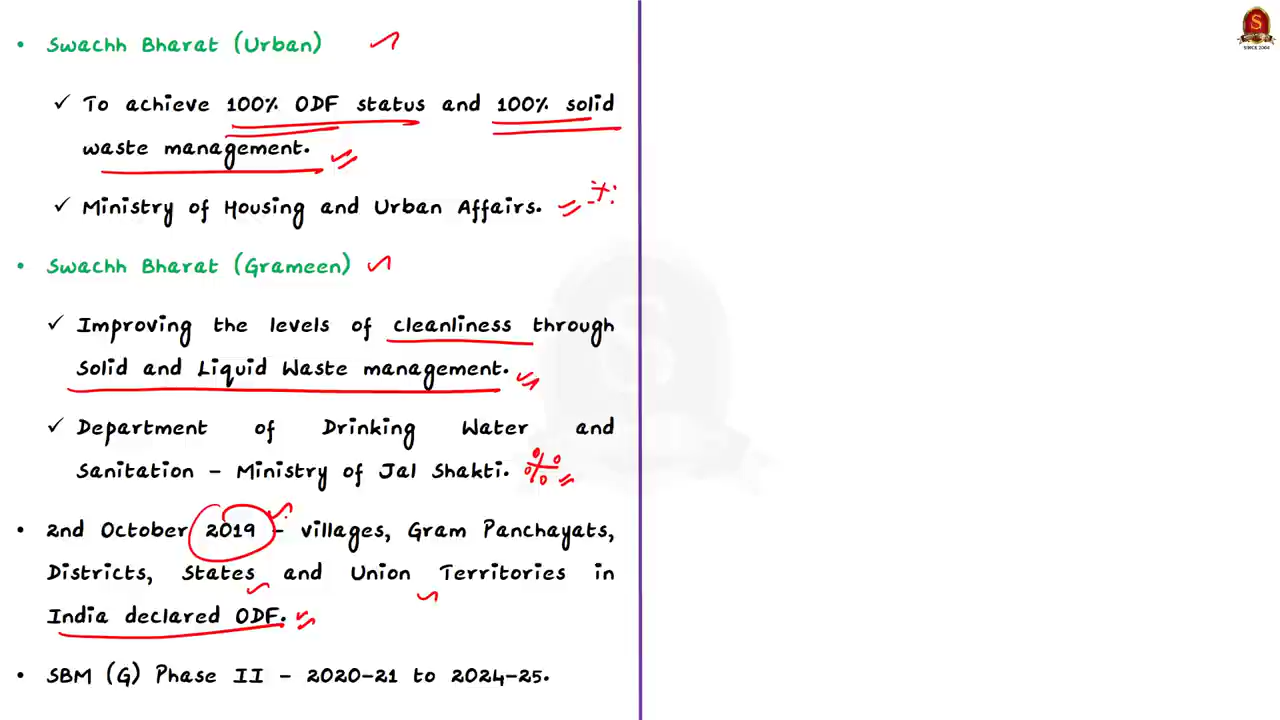 • Swachh Bharat (Urban)
✓ To achieve 100% ODF status and 100% solid
waste management.
✓ Ministry of Housing and Urban Affairs.
• Swachh Bharat (Grameen)
✓ Improving the levels of cleanliness through
Solid and Liquid Waste management.
✓ Department of Drinking Water and
Sanitation - Ministry of Jal Shakti.
• 2nd October 2019 - villages, Gram Panchayats,
Districts, States and Union Territories in
India declared ODF.
• SBM (G) Phase II - 2020-21 to 2024-25.
S
SINCE 2004